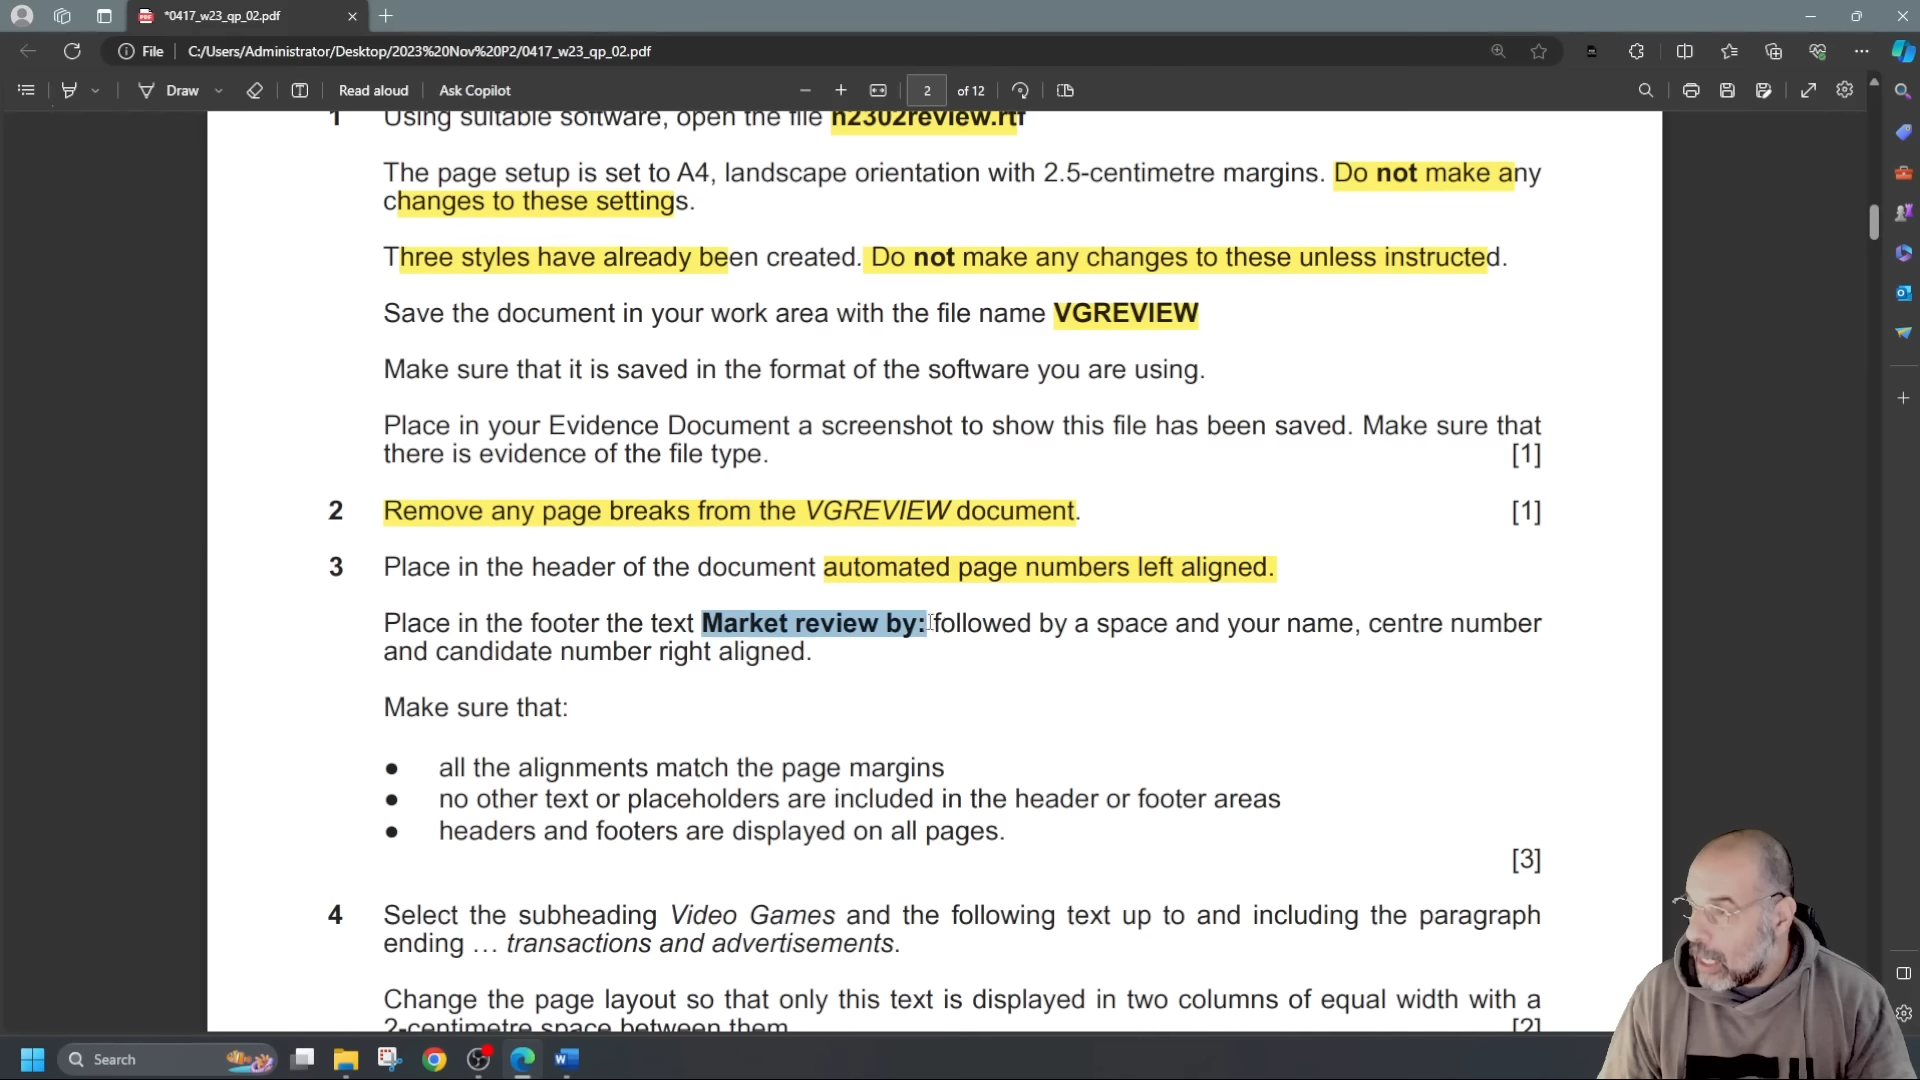 *0417_w23_qp_02.pdf
File
C:/Users/Administrator/Desktop/2023%20Nov%20P2/0417_w23_qp_02.pdf
Draw
Read aloud
Ask Copilot
2
of 12
1 Using suitable software, open the file n2302review.rtf
The page setup is set to A4, landscape orientation with 2.5-centimetre margins. Do not make any
changes to these settings.
Three styles have already been created. Do not make any changes to these unless instructed.
Save the document in your work area with the file name VGREVIEW
Make sure that it is saved in the format of the software you are using.
Place in your Evidence Document a screenshot to show this file has been saved. Make sure that
there is evidence of the file type. [1]
2 Remove any page breaks from the VGREVIEW document. [1]
3 Place in the header of the document automated page numbers left aligned.
Place in the footer the text Market review by: followed by a space and your name, centre number
and candidate number right aligned.
Make sure that:
● all the alignments match the page margins
● no other text or placeholders are included in the header or footer areas
● headers and footers are displayed on all pages.
[3]
4 Select the subheading Video Games and the following text up to and including the paragraph
ending … transactions and advertisements.
Change the page layout so that only this text is displayed in two columns of equal width with a
2-centimetre space between them. [2]
Search